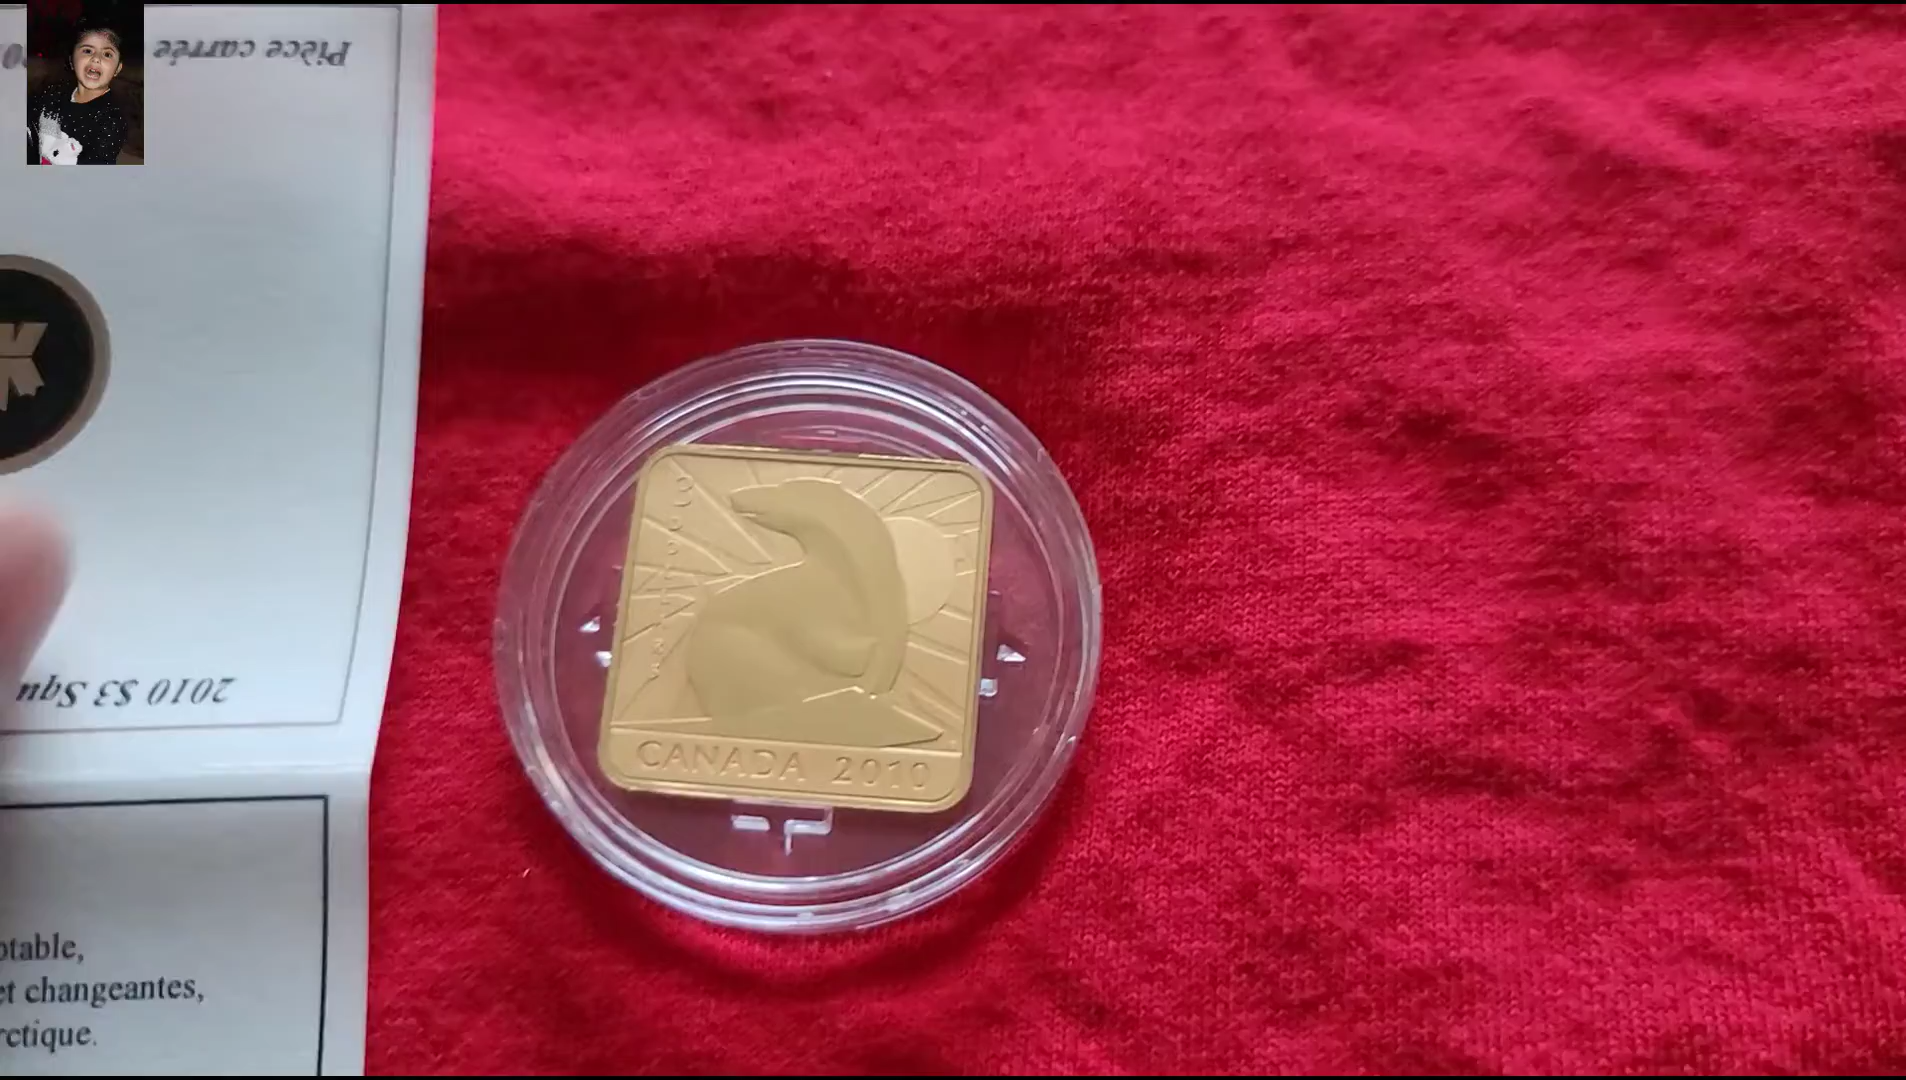 Pièce carrée
2010 $3 Squ
CANADA 2010
otable,
et changeantes,
rctique.